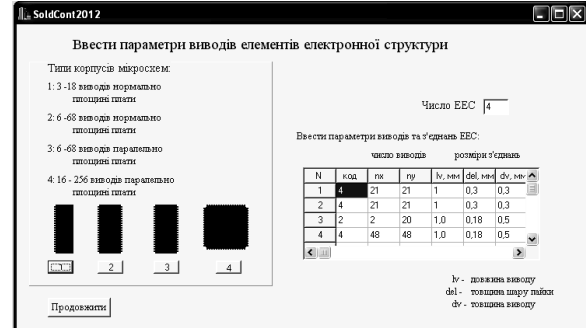 SoldCont2012
Ввести параметри виводів елементів електронної структури
Типи корпусів мікросхем:
1: 3 -18 виводів нормально
площині плати
2: 6 -68 виводів нормально
площині плати
3: 6 -68 виводів паралельно
площині плати
4: 16 - 256 виводів паралельно
площині плати
2
3
4
Продовжити
Число ЕЕС 4
Ввести параметри виводів та з'єднань ЕЕС:
число виводів розміри з'єднань
N код nx ny lv, мм del, мм dv, мм
1 4 21 21 1 0,3 0,3
2 4 21 21 1 0,3 0,3
3 2 2 20 1,0 0,18 0,5
4 4 48 48 1,0 0,18 0,5
lv - довжина виводу
del - товщина шару пайки
dv - товщина виводу